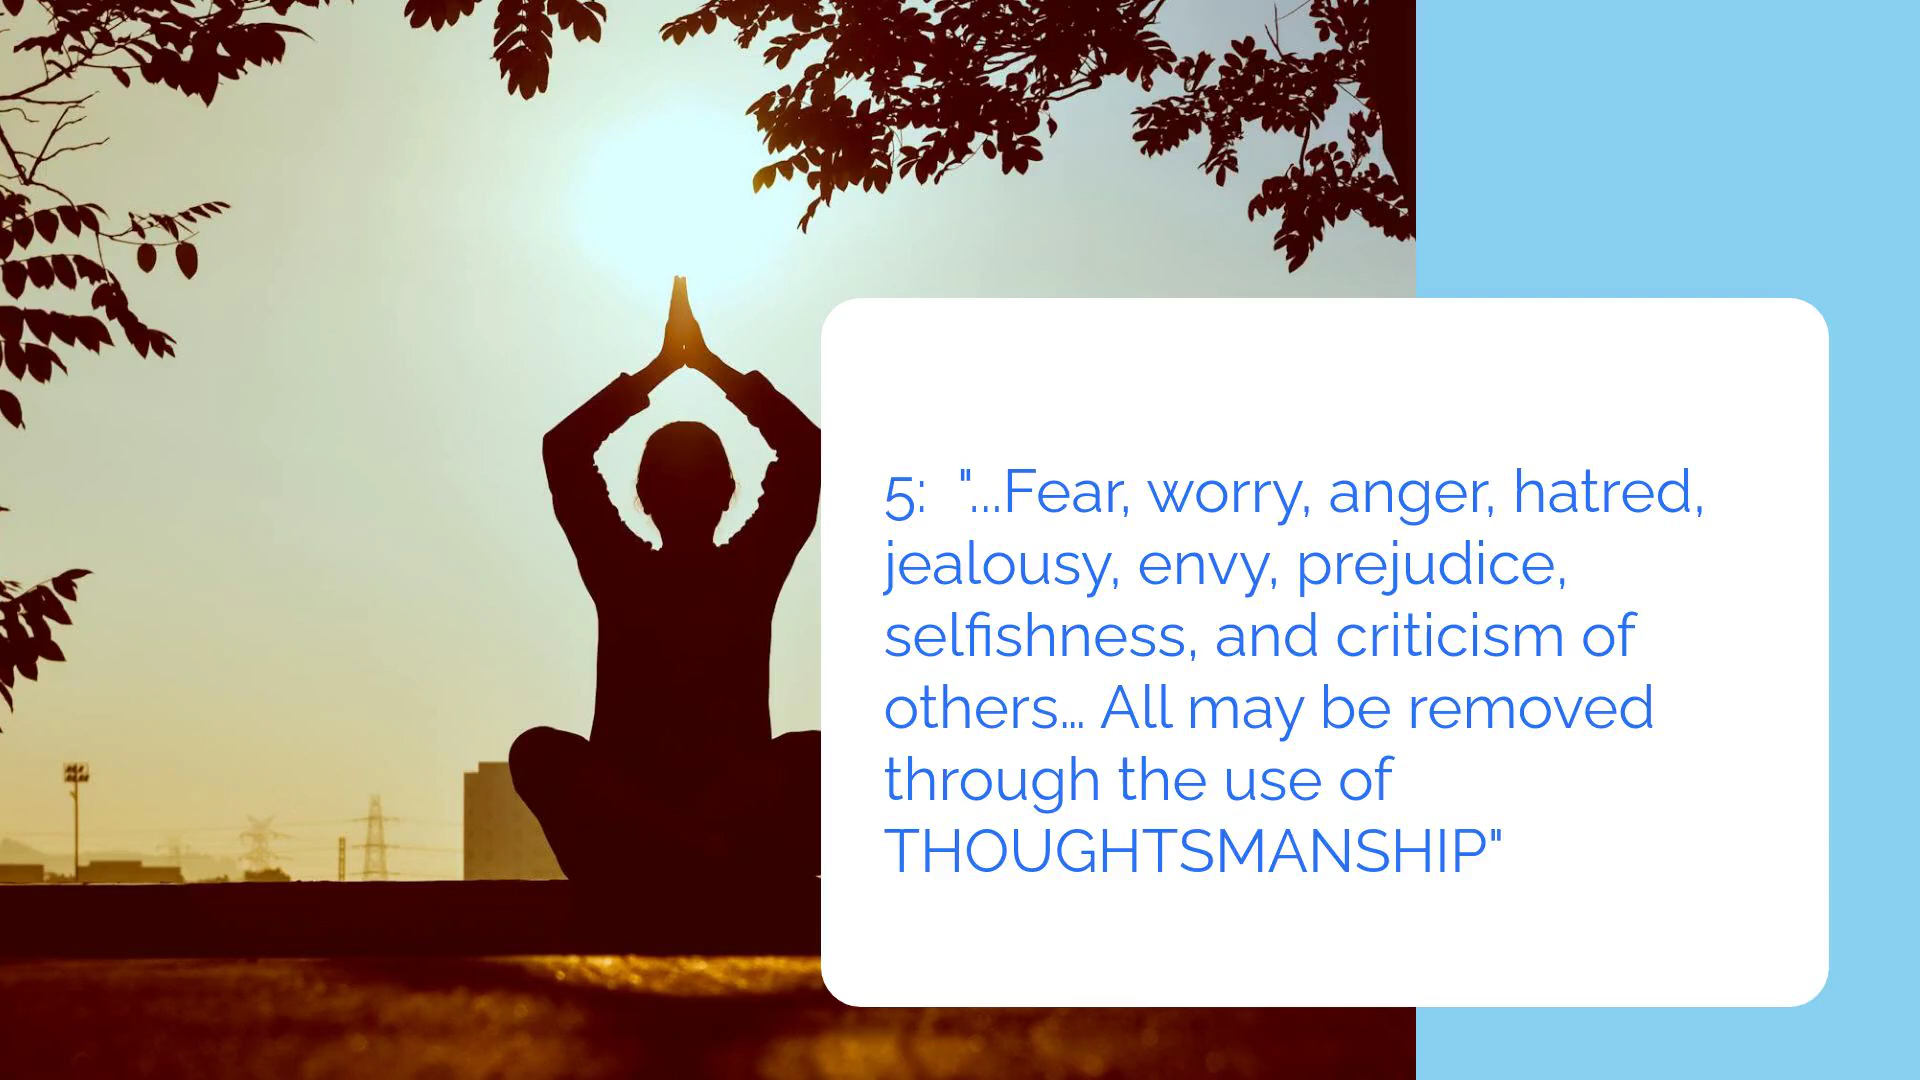 5:  "...Fear, worry, anger, hatred,
jealousy, envy, prejudice,
selfishness, and criticism of
others... All may be removed
through the use of
THOUGHTSMANSHIP"